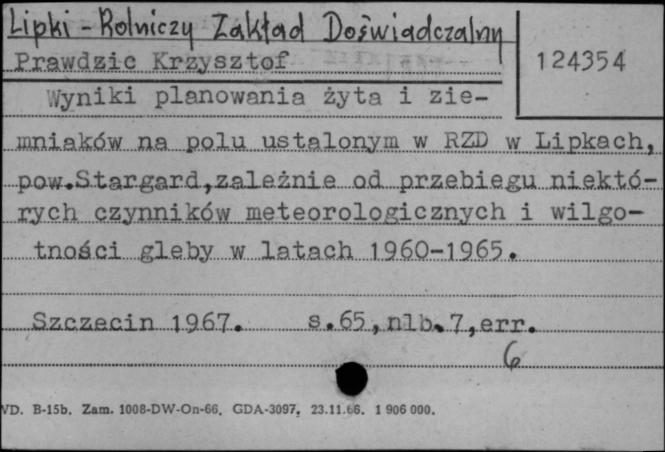 Lipki - Rolniczy Zakład Doświadczalny
Prawdzic Krzysztof
124354
Wyniki planowania żyta i zie-
mniaków na polu ustalonym w RZD w Lipkach,
pow.Stargard,zależnie od przebiegu niektó-
rych czynników meteorologicznych i wilgo-
tności gleby w latach 1960-1965.
Szczecin 1967. s.65,nlb.7,err.
6
WD. B-15b. Zam. 1008-DW-On-66. GDA-3097, 23.11.66. 1 906 000.